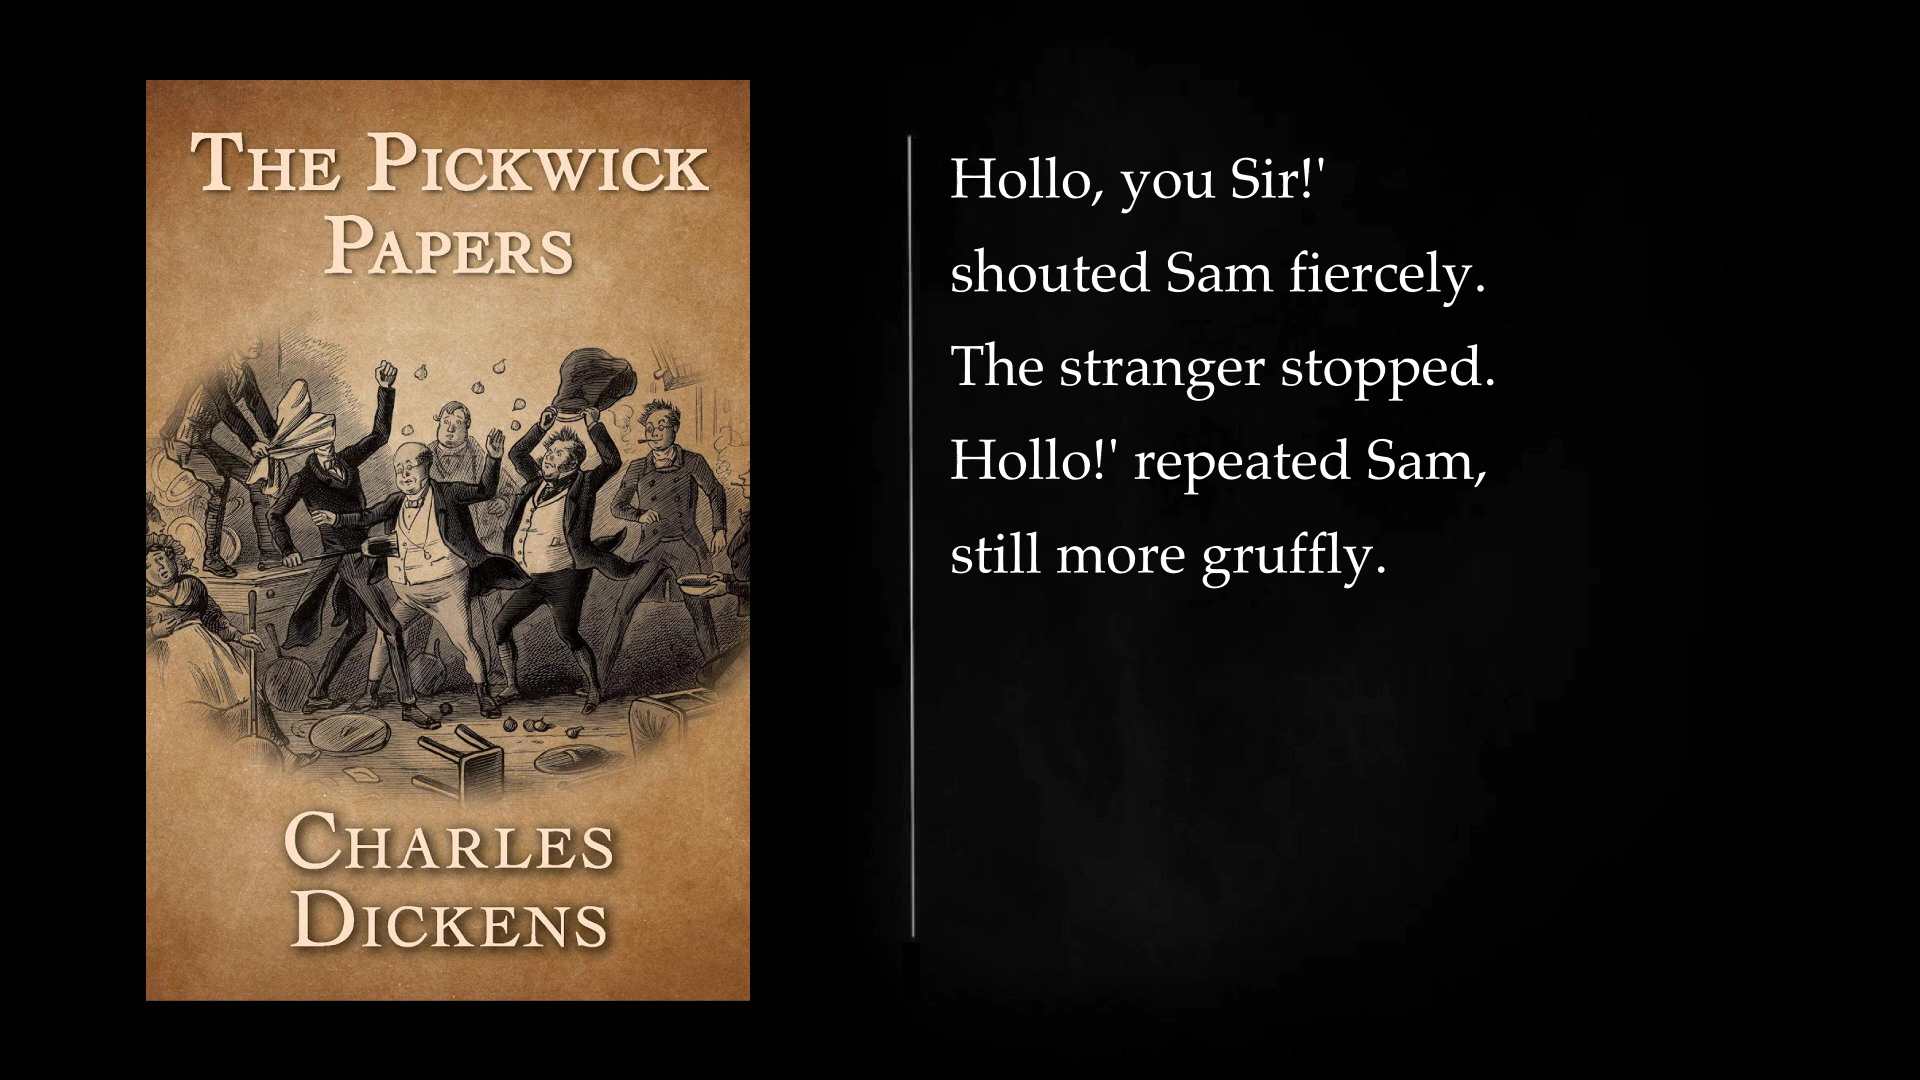 THE PICKWICK
PAPERS
CHARLES
DICKENS
Hollo, you Sir!'
shouted Sam fiercely.
The stranger stopped.
Hollo!' repeated Sam,
still more gruffly.